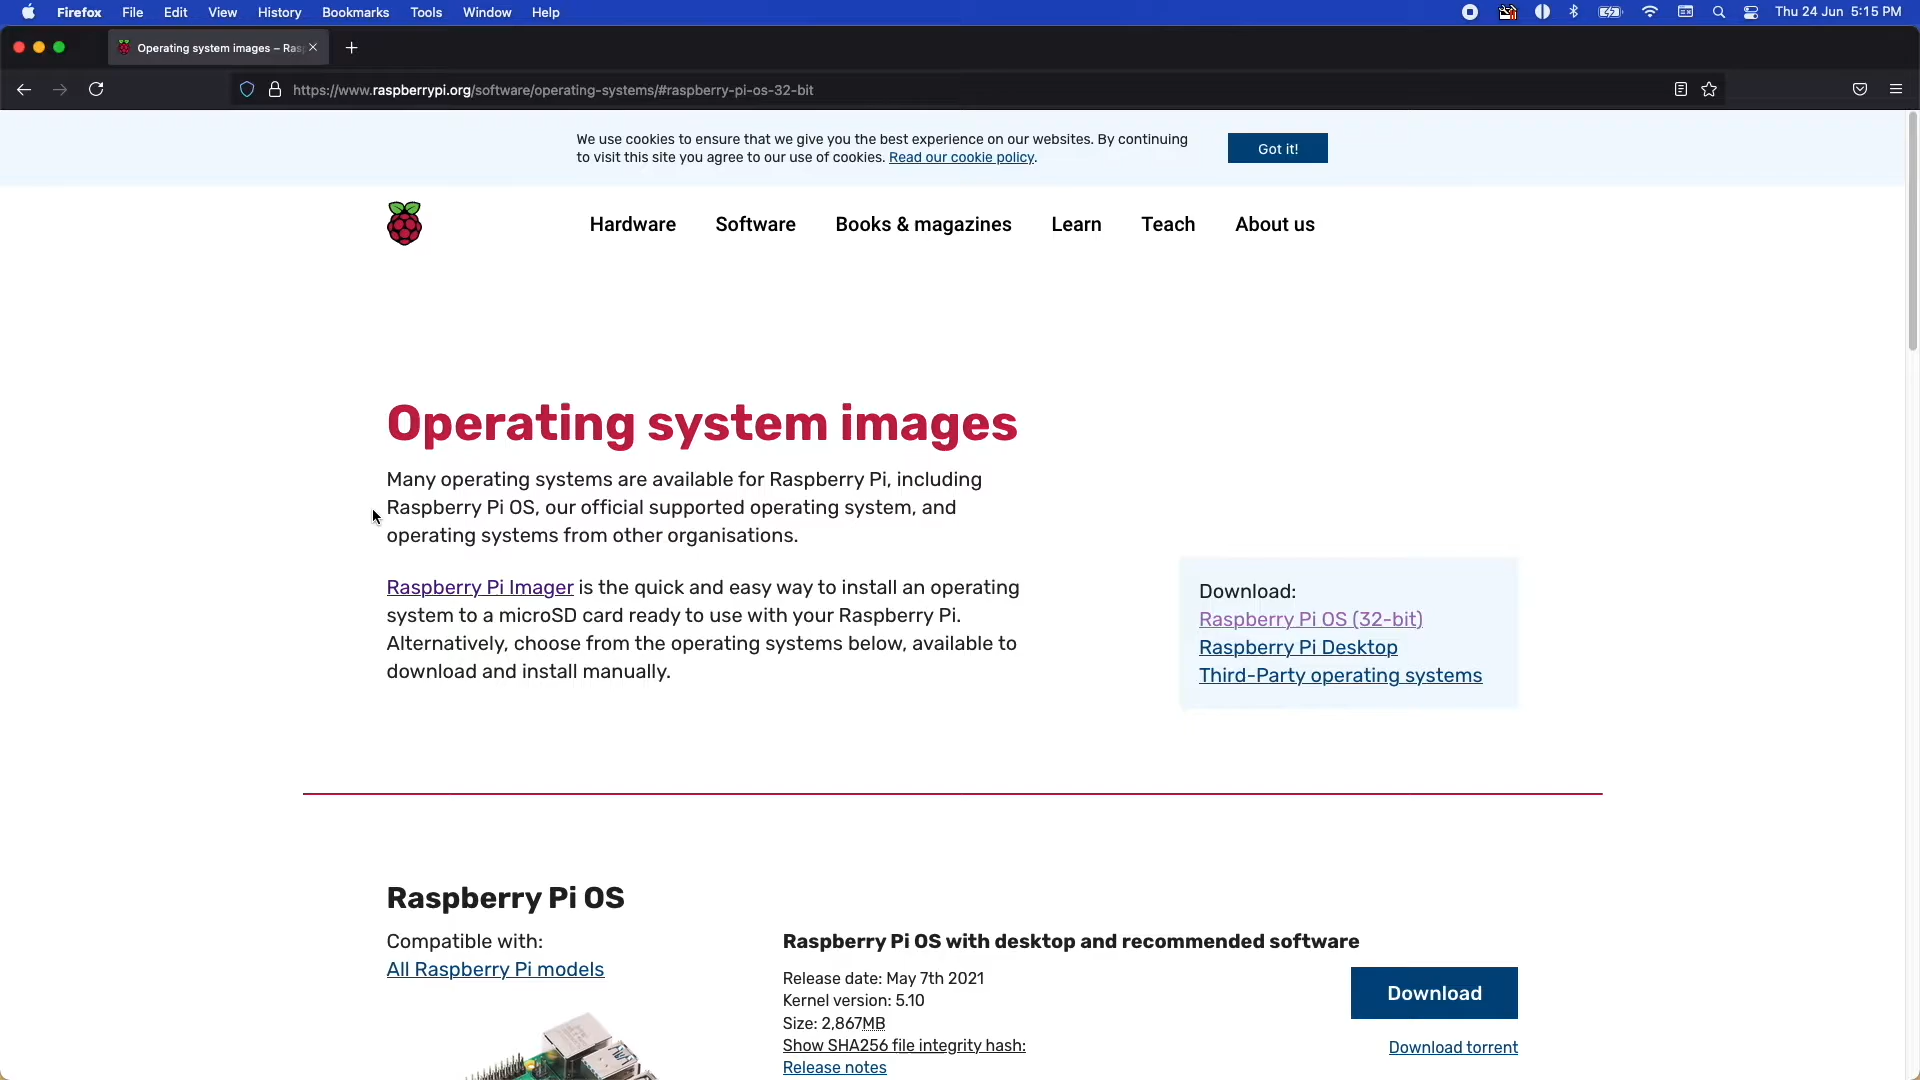 Firefox File Edit View History Bookmarks Tools Window Help Thu 24 Jun 5:15 PM
Operating system images – Ras
https://www.raspberrypi.org/software/operating-systems/#raspberry-pi-os-32-bit
We use cookies to ensure that we give you the best experience on our websites. By continuing
to visit this site you agree to our use of cookies. Read our cookie policy.
Got it!
Hardware Software Books & magazines Learn Teach About us
Operating system images
Many operating systems are available for Raspberry Pi, including
Raspberry Pi OS, our official supported operating system, and
operating systems from other organisations.
Raspberry Pi Imager is the quick and easy way to install an operating
system to a microSD card ready to use with your Raspberry Pi.
Alternatively, choose from the operating systems below, available to
download and install manually.
Download:
Raspberry Pi OS (32-bit)
Raspberry Pi Desktop
Third-Party operating systems
Raspberry Pi OS
Compatible with:
All Raspberry Pi models
Raspberry Pi OS with desktop and recommended software
Release date: May 7th 2021
Kernel version: 5.10
Size: 2,867MB
Show SHA256 file integrity hash:
Release notes
Download
Download torrent